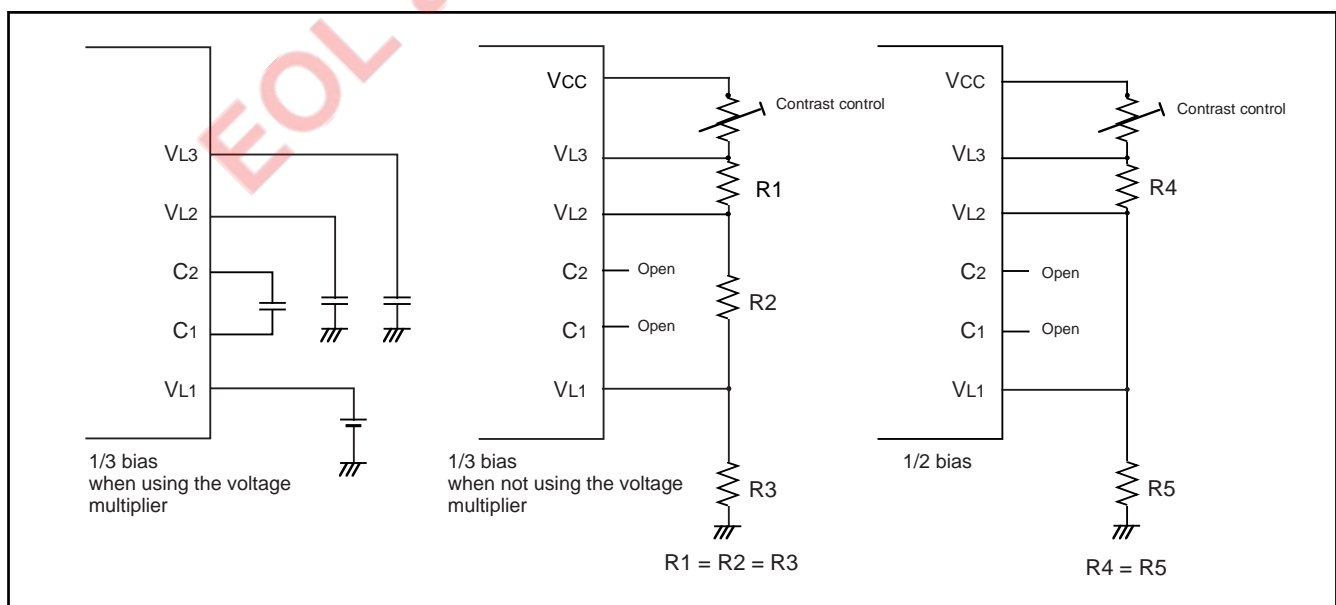 EOL
VL3
VL2
C2
C1
VL1
1/3 bias
when using the voltage
multiplier
VCC
Contrast control
VL3
R1
VL2
C2
Open
R2
C1
Open
VL1
R3
1/3 bias
when not using the voltage
multiplier
R1 = R2 = R3
VCC
Contrast control
VL3
R4
VL2
C2
Open
C1
Open
VL1
R5
1/2 bias
R4 = R5